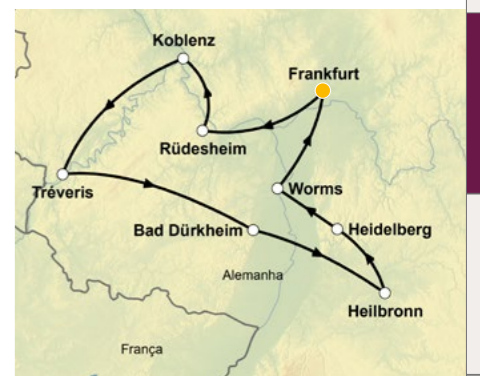 Koblenz
Frankfurt
Rüdesheim
Tréveris
Worms
Bad Dürkheim
Heidelberg
Alemanha
Heilbronn
França